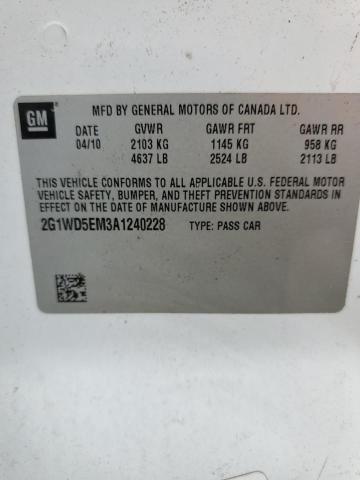 GM
MFD BY GENERAL MOTORS OF CANADA LTD.
04/10 GVWR GAWR FRT GAWR RR
2103 KG 1145 KG 958 KG
4637 LB 2524 LB 2113 LB
THIS VEHICLE CONFORMS TO ALL APPLICABLE U.S. FEDERAL MOTOR
VEHICLE SAFETY, BUMPER, AND THEFT PREVENTION STANDARDS IN
EFFECT ON THE DATE OF MANUFACTURE SHOWN ABOVE.
2G1WD5EM3A1240228 TYPE: PASS CAR